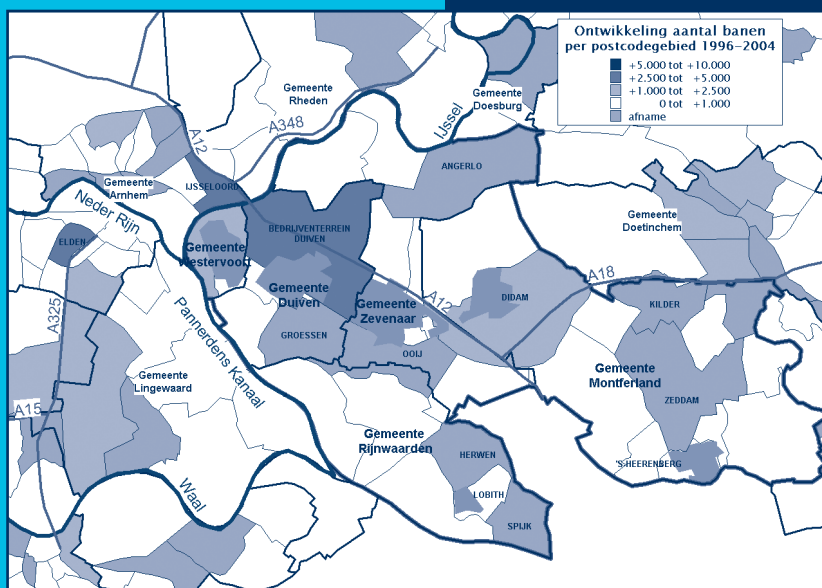 Ontwikkeling aantal banen
per postcodegebied 1996–2004
+5.000 tot +10.000
+2.500 tot +5.000
+1.000 tot +2.500
0 tot +1.000
afname
Gemeente
Rheden
Gemeente
Doesburg
IJssel
A348
A12
ANGERLO
IJSSELOORD
Gemeente
Arnhem
Neder Rijn
Gemeente
Doetinchem
BEDRIJVENTERREIN
DUIVEN
ELDEN
Gemeente
Westervoort
A18
Gemeente
Duiven
A12
DIDAM
KILDER
Gemeente
Zevenaar
A325
Pannerdens Kanaal
GROESSEN
OOIJ
Gemeente
Lingewaard
Gemeente
Montferland
ZEDDAM
A15
Gemeente
Rijnwaarden
HERWEN
'S-HEERENBERG
Waal
LOBITH
SPIJK